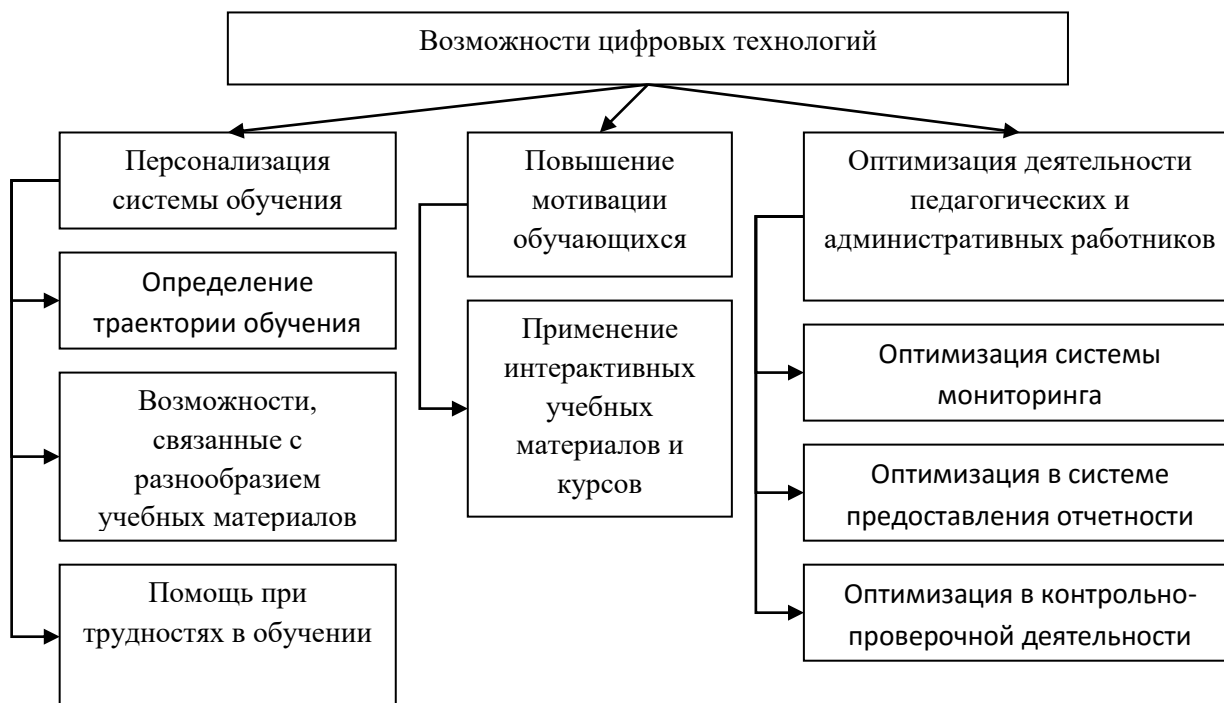 Возможности цифровых технологий
Персонализация
системы обучения
Определение
траектории обучения
Возможности,
связанные с
разнообразием
учебных материалов
Помощь при
трудностях в обучении
Повышение
мотивации
обучающихся
Применение
интерактивных
учебных
материалов и
курсов
Оптимизация деятельности
педагогических и
административных работников
Оптимизация системы
мониторинга
Оптимизация в системе
предоставления отчетности
Оптимизация в контрольно-
проверочной деятельности